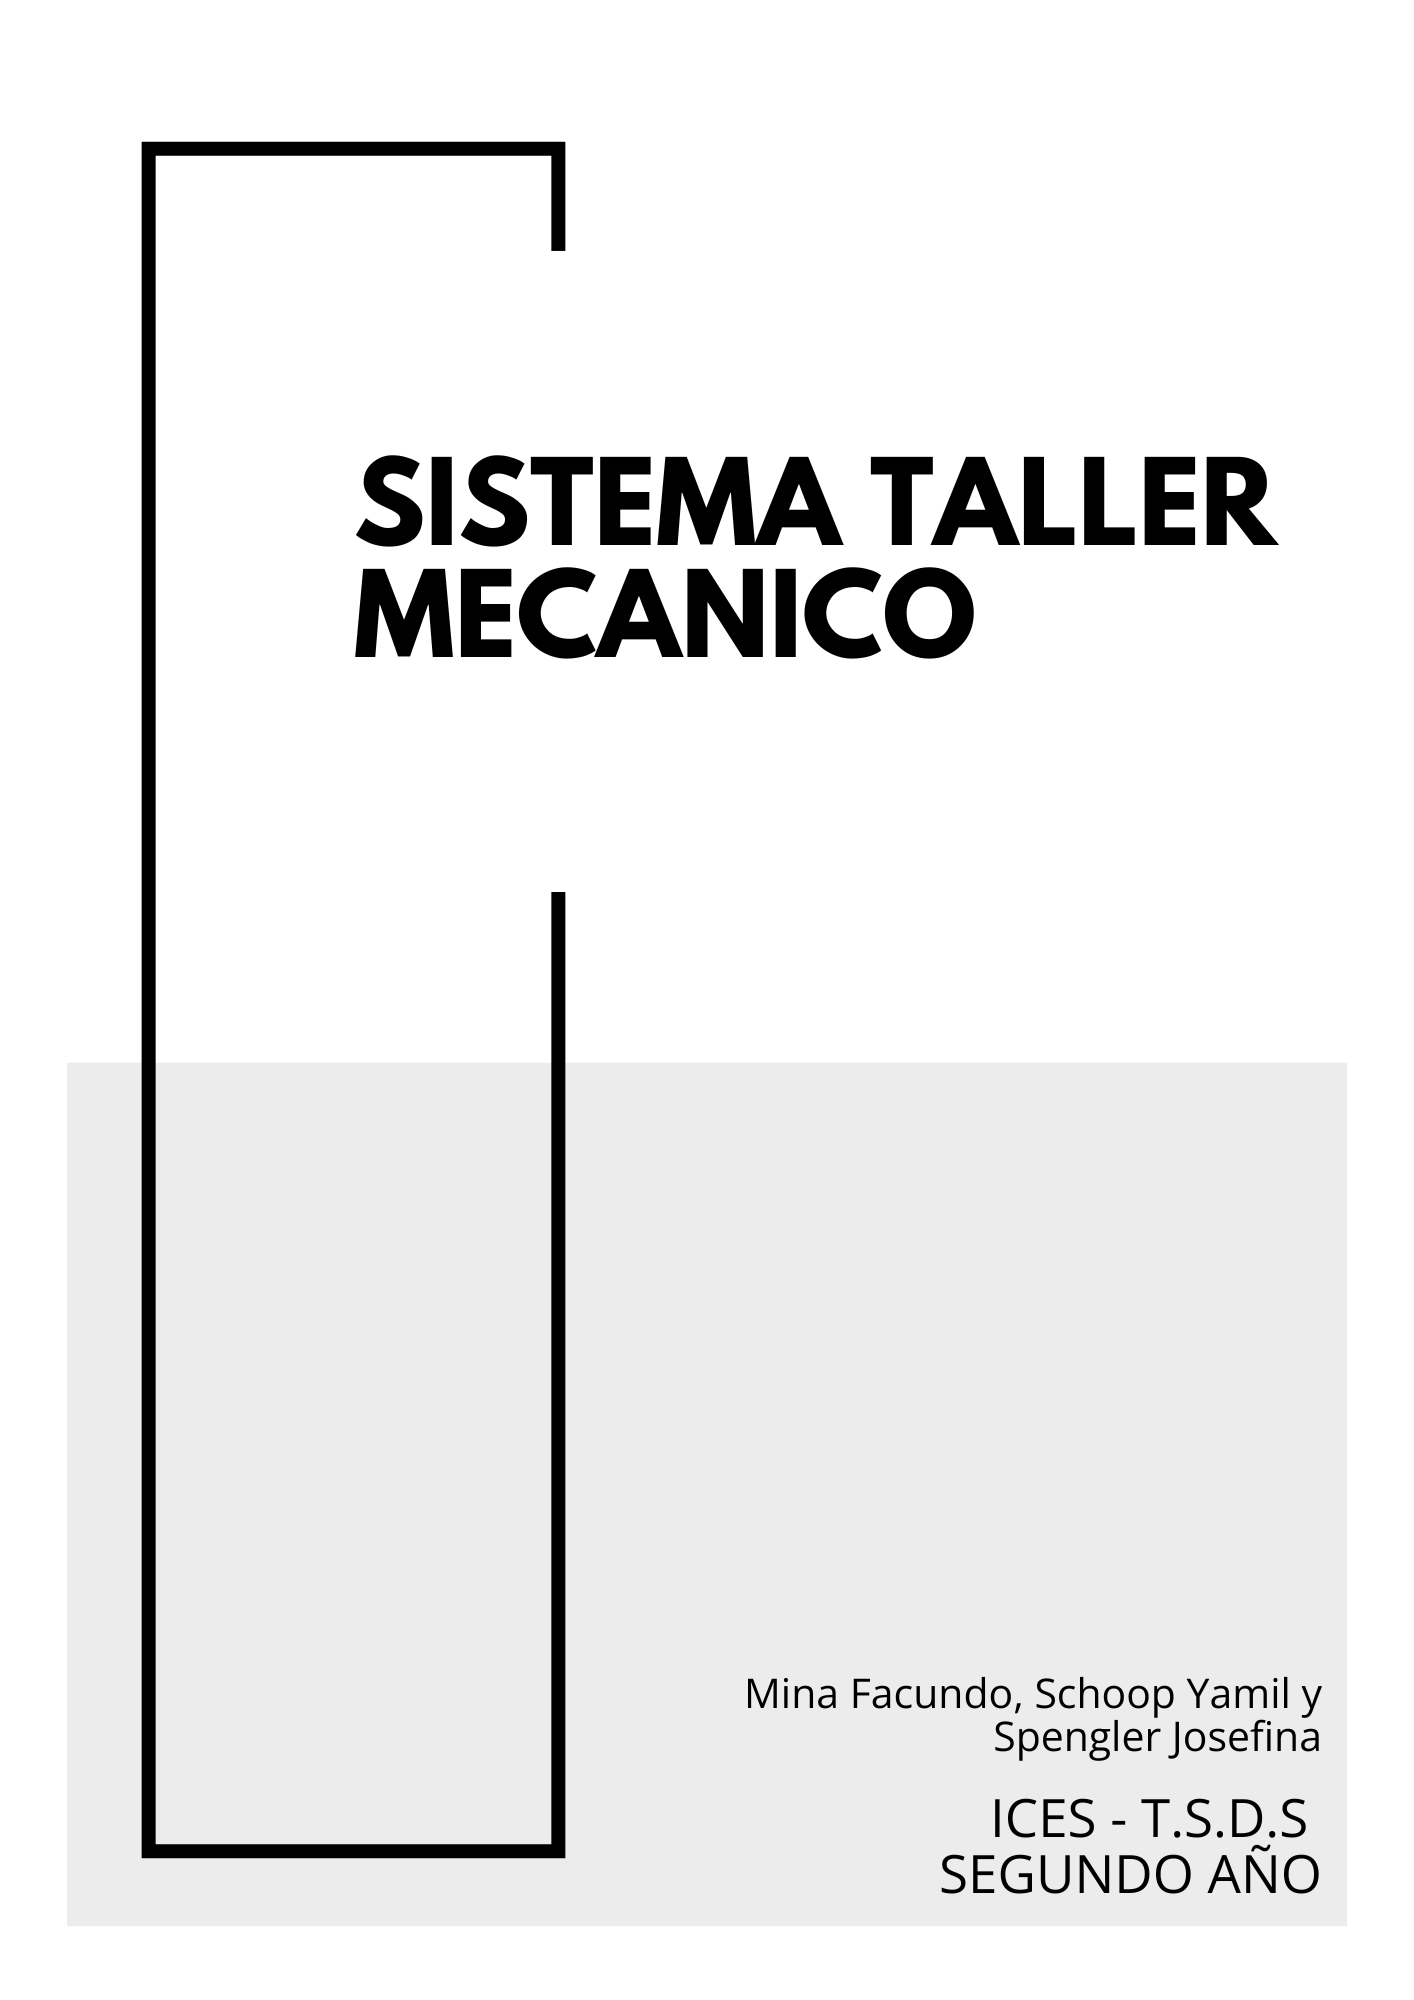 SISTEMA TALLER
MECANICO
Mina Facundo, Schoop Yamil y
Spengler Josefina
ICES - T.S.D.S
SEGUNDO AÑO